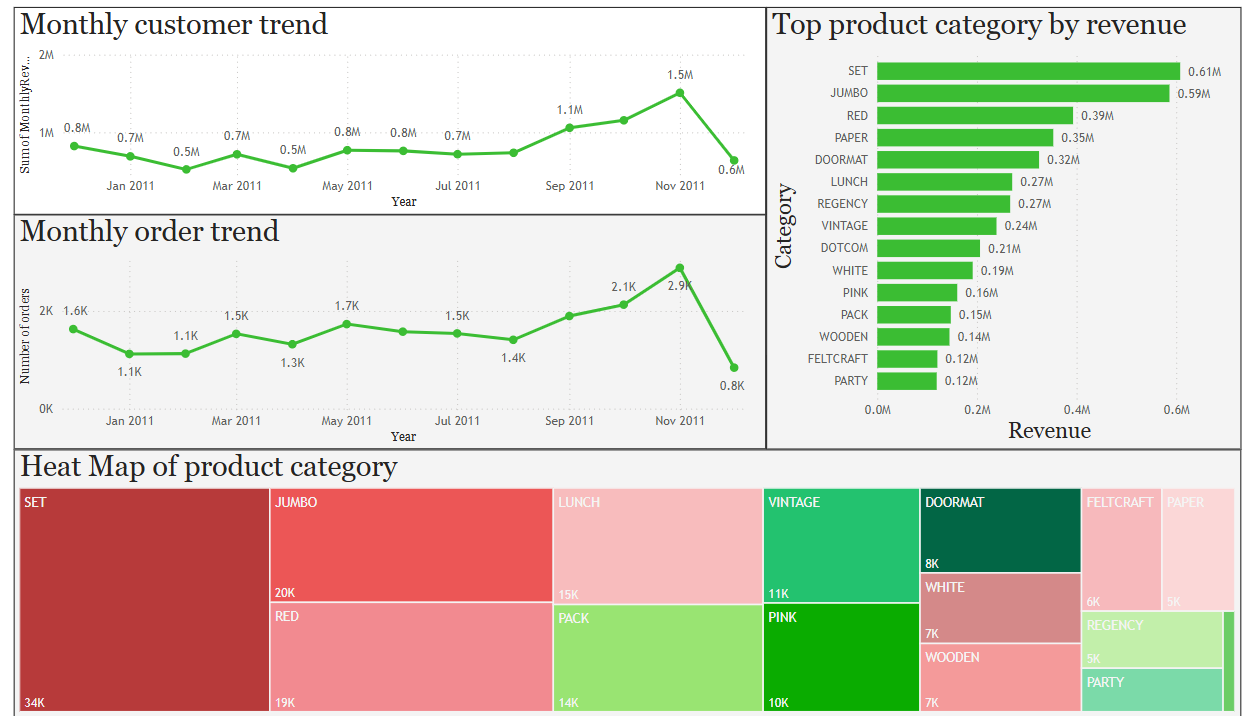 Monthly customer trend
Sum of MonthlyRev...
2M
1M
0.8M
0.7M
0.5M
0.7M
0.5M
0.8M
0.8M
0.7M
1.1M
1.5M
0.6M
Jan 2011
Mar 2011
May 2011
Jul 2011
Sep 2011
Nov 2011
Year
Monthly order trend
Number of orders
2K
0K
1.6K
1.1K
1.1K
1.5K
1.3K
1.7K
1.5K
1.4K
2.1K
2.9K
0.8K
Jan 2011
Mar 2011
May 2011
Jul 2011
Sep 2011
Nov 2011
Year
Top product category by revenue
Category
SET 0.61M
JUMBO 0.59M
RED 0.39M
PAPER 0.35M
DOORMAT 0.32M
LUNCH 0.27M
REGENCY 0.27M
VINTAGE 0.24M
DOTCOM 0.21M
WHITE 0.19M
PINK 0.16M
PACK 0.15M
WOODEN 0.14M
FELTCRAFT 0.12M
PARTY 0.12M
0.0M 0.2M 0.4M 0.6M
Revenue
Heat Map of product category
SET
34K
JUMBO
20K
RED
19K
LUNCH
15K
PACK
14K
VINTAGE
11K
PINK
10K
DOORMAT
8K
WHITE
7K
WOODEN
7K
FELTCRAFT
6K
PAPER
5K
REGENCY
5K
PARTY